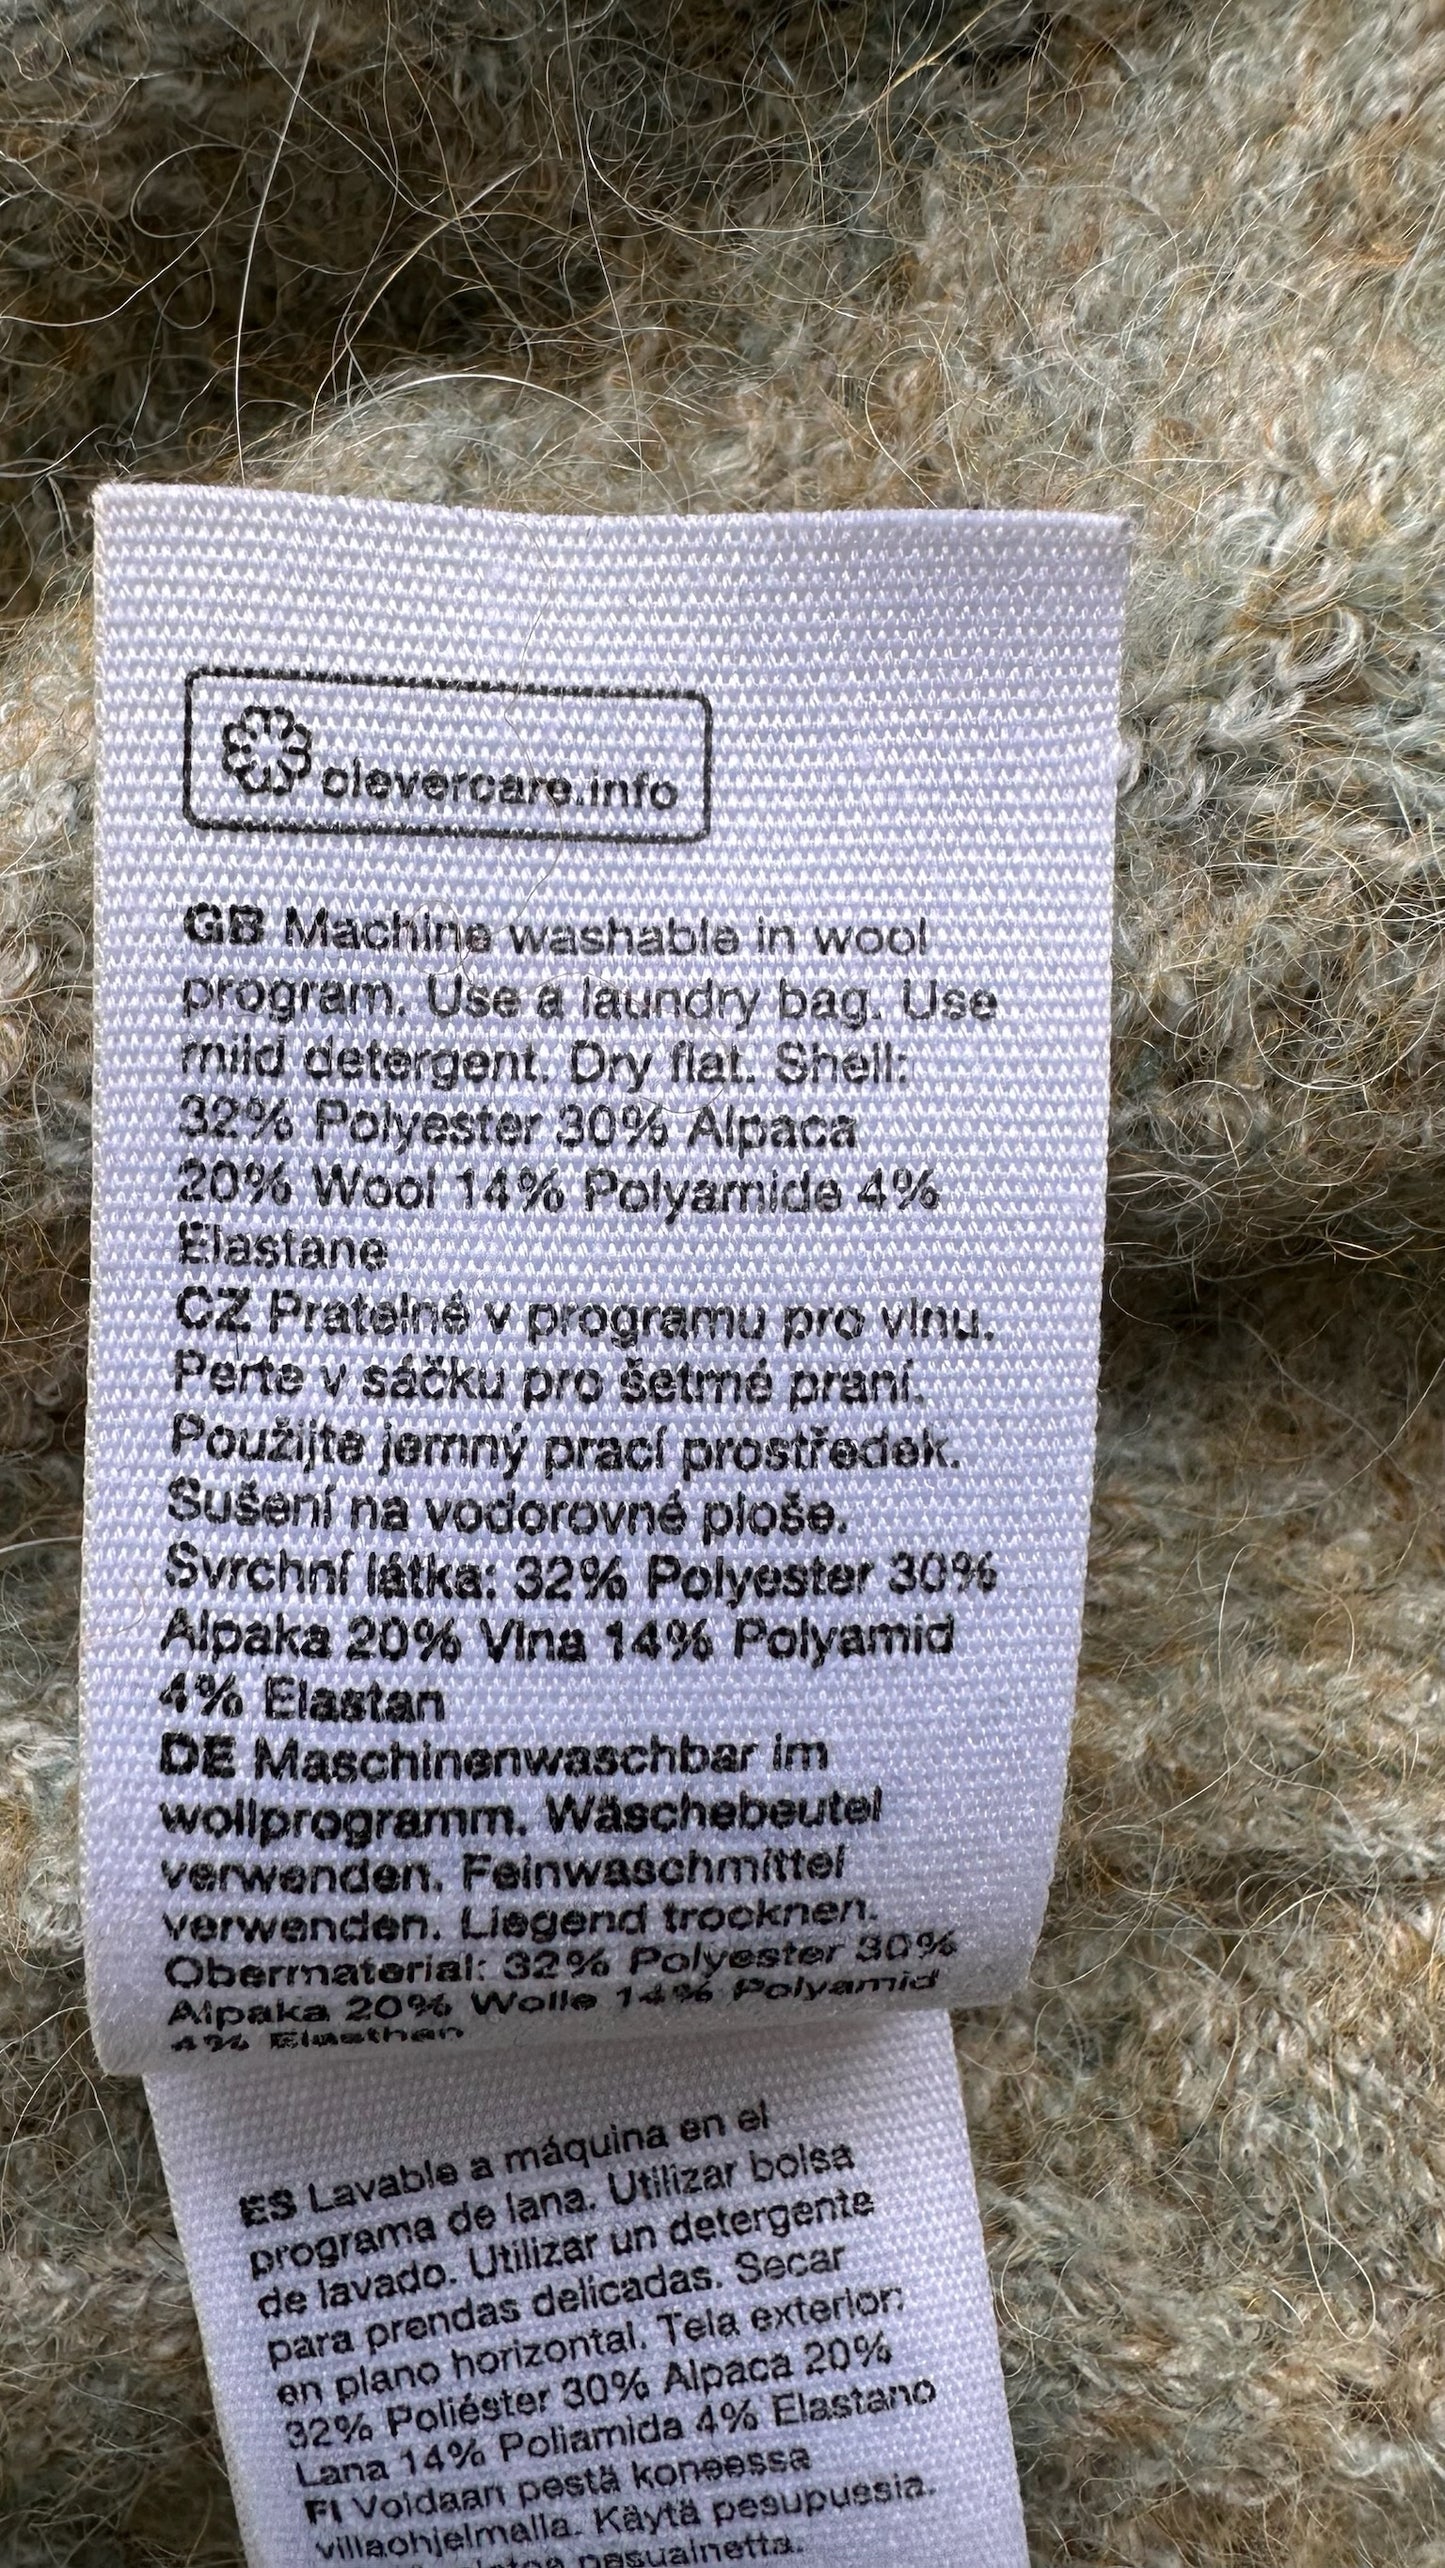 clevercare.info
GB Machine washable in wool
program. Use a laundry bag. Use
mild detergent. Dry flat. Shell:
32% Polyester 30% Alpaca
20% Wool 14% Polyamide 4%
Elastane
CZ Pratelné v programu pro vlnu.
Perte v sáčku pro šetrné praní.
Použijte jemný prací prostředek.
Sušení na vodorovné ploše.
Svrchní látka: 32% Polyester 30%
Alpaka 20% Vlna 14% Polyamid
4% Elastan
DE Maschinenwaschbar im
wollprogramm. Wäschebeutel
verwenden. Feinwaschmittel
verwenden. Liegend trocknen.
Obermaterial: 32% Polyester 30%
Alpaka 20% Wolle 14% Polyamid
4% Elasthan
ES Lavable a máquina en el
programa de lana. Utilizar bolsa
de lavado. Utilizar un detergente
para prendas delicadas. Secar
en plano horizontal. Tela exterior:
32% Poliéster 30% Alpaca 20%
Lana 14% Poliamida 4% Elastano
FI Voidaan pestä koneessa
villaohjelmalla. Käytä pesupussia.
pesuainetta.